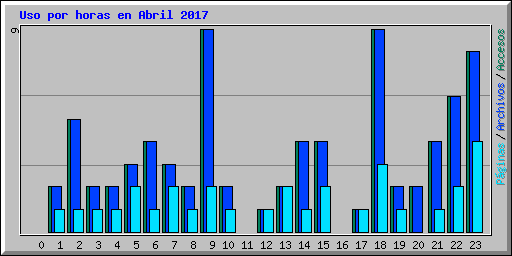 Uso por horas en Abril 2017
9
Páginas / Archivos / Accesos
0 1 2 3 4 5 6 7 8 9 10 11 12 13 14 15 16 17 18 19 20 21 22 23